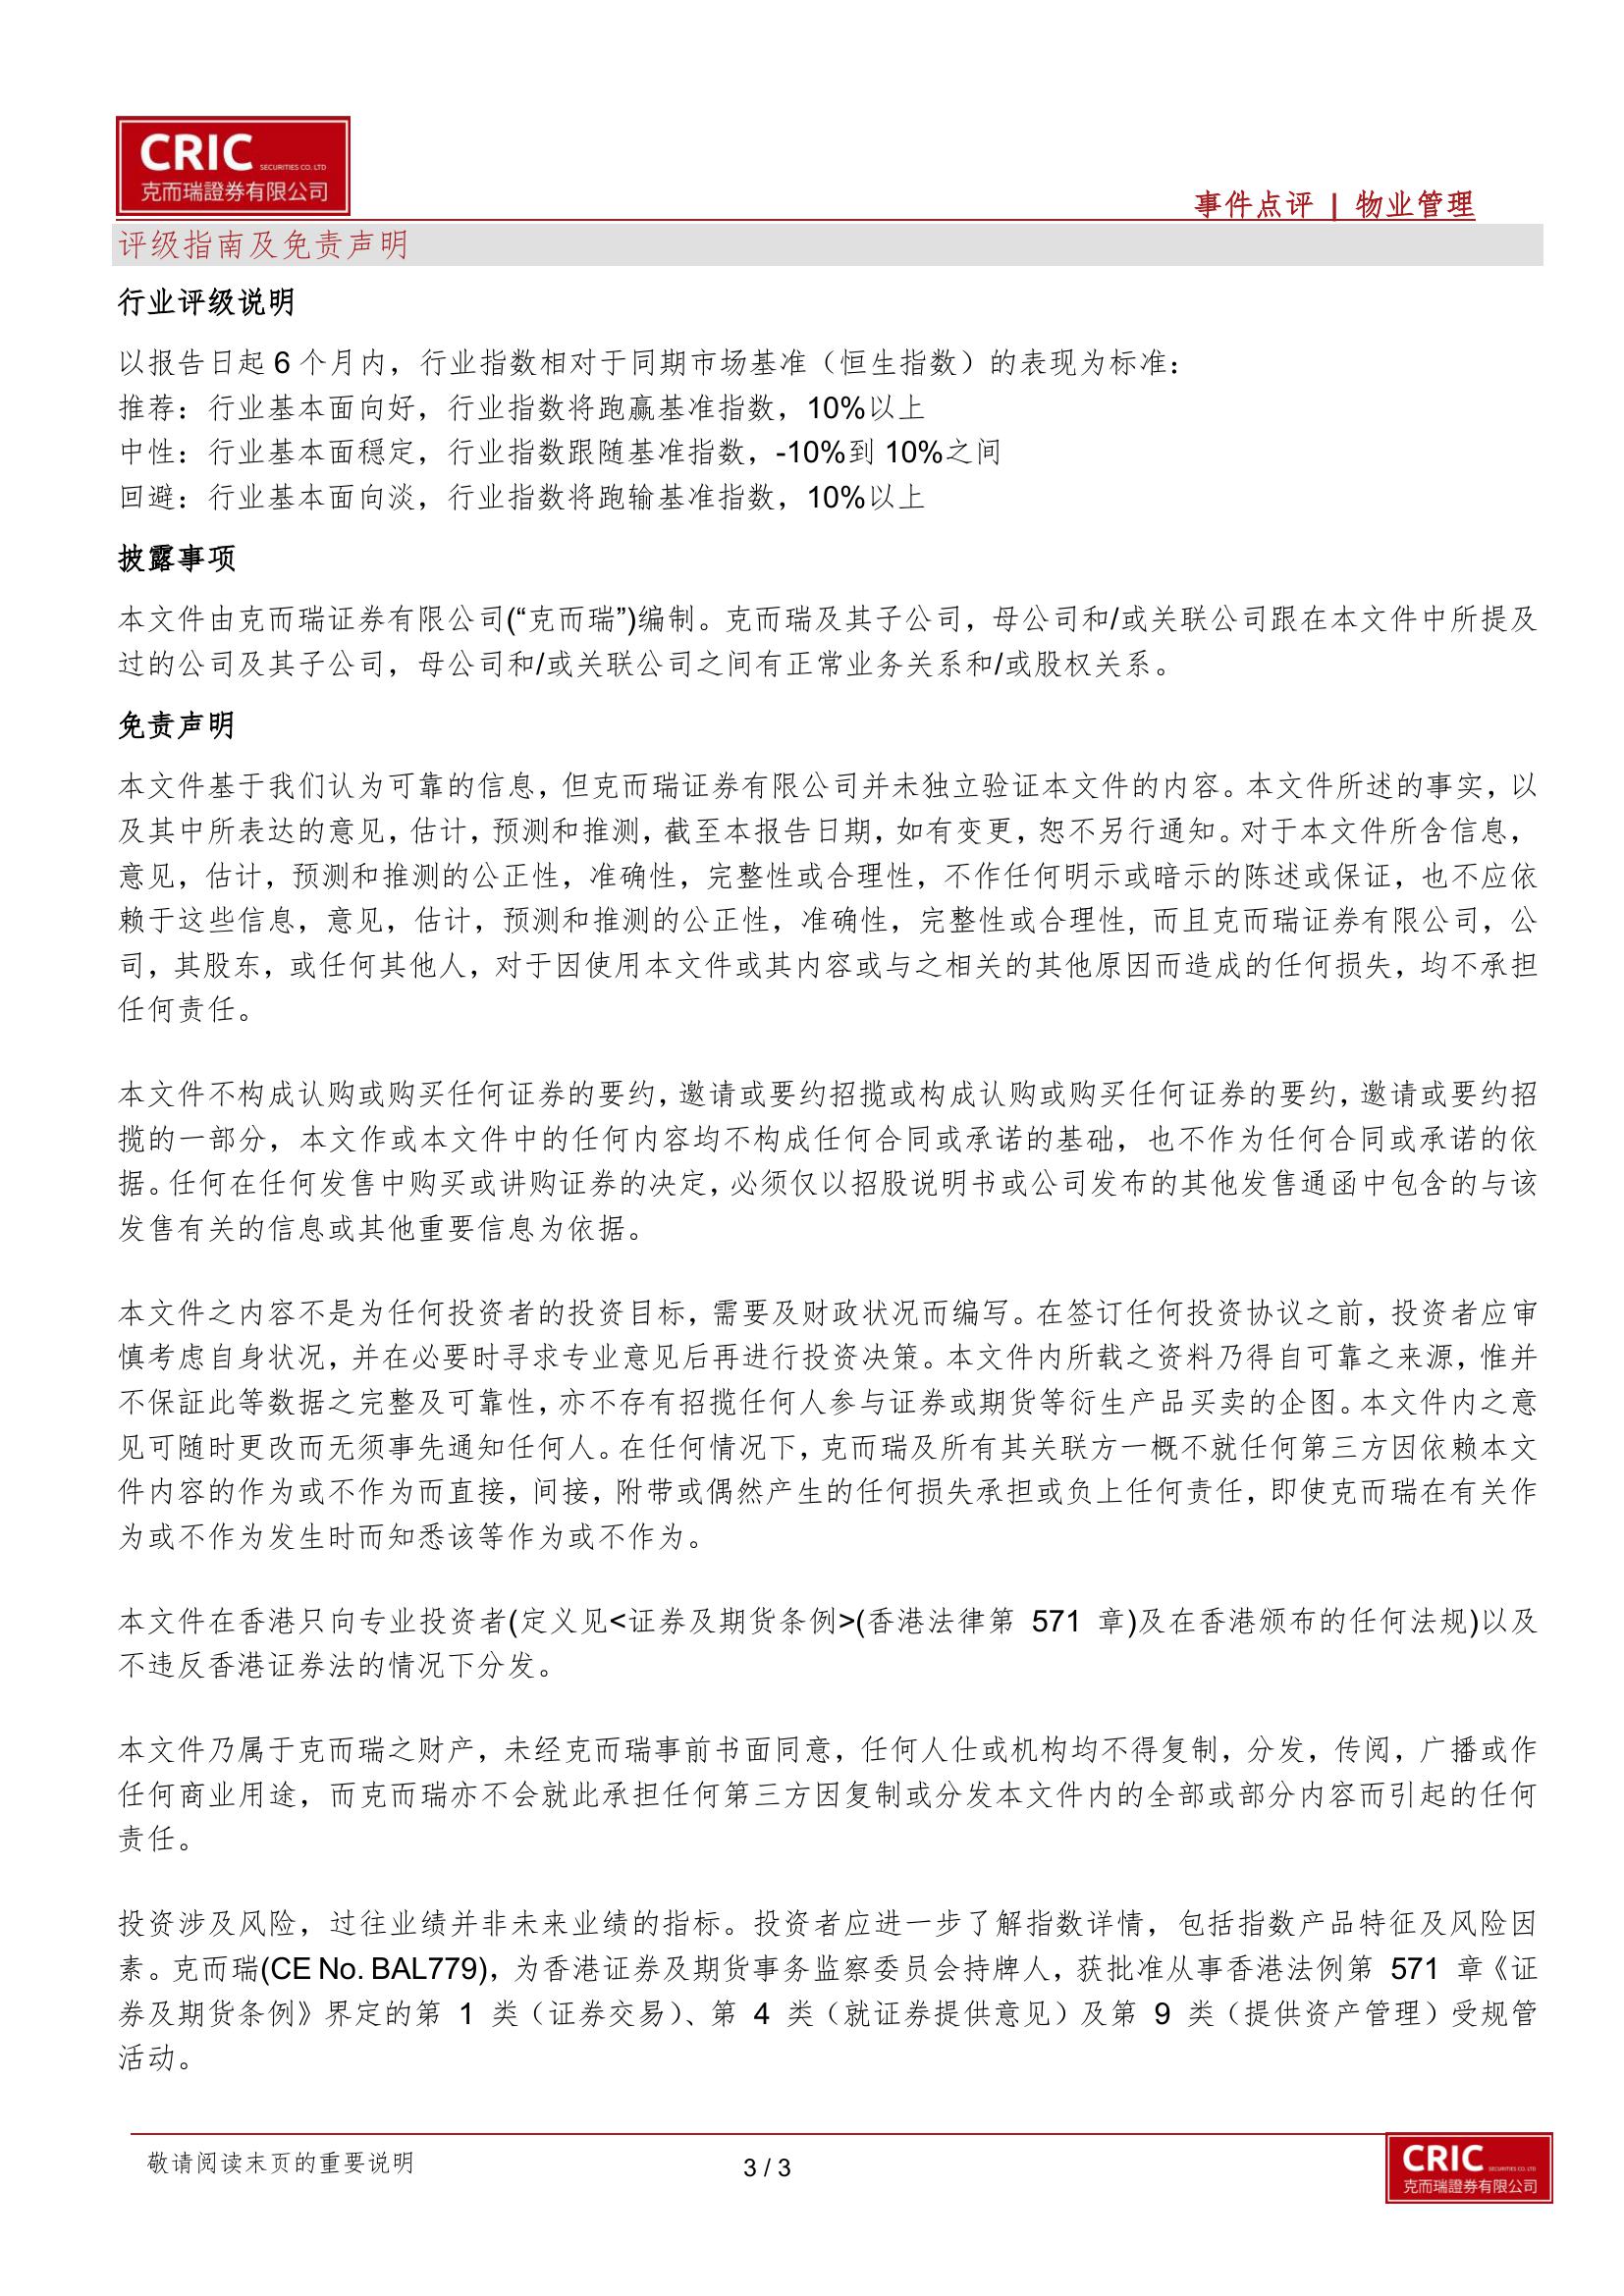 CRIC SECURITIES CO. LTD
克而瑞證券有限公司
事件点评 | 物业管理
评级指南及免责声明
行业评级说明
以报告日起 6 个月内，行业指数相对于同期市场基准（恒生指数）的表现为标准：
推荐：行业基本面向好，行业指数将跑赢基准指数，10%以上
中性：行业基本面穏定，行业指数跟随基准指数，-10%到 10%之间
回避：行业基本面向淡，行业指数将跑输基准指数，10%以上
披露事项
本文件由克而瑞证券有限公司(“克而瑞”)编制。克而瑞及其子公司，母公司和/或关联公司跟在本文件中所提及
过的公司及其子公司，母公司和/或关联公司之间有正常业务关系和/或股权关系。
免责声明
本文件基于我们认为可靠的信息，但克而瑞证券有限公司并未独立验证本文件的内容。本文件所述的事实，以
及其中所表达的意见，估计，预测和推测，截至本报告日期，如有变更，恕不另行通知。对于本文件所含信息，
意见，估计，预测和推测的公正性，准确性，完整性或合理性，不作任何明示或暗示的陈述或保证，也不应依
赖于这些信息，意见，估计，预测和推测的公正性，准确性，完整性或合理性，而且克而瑞证券有限公司，公
司，其股东，或任何其他人，对于因使用本文件或其内容或与之相关的其他原因而造成的任何损失，均不承担
任何责任。
本文件不构成认购或购买任何证券的要约，邀请或要约招揽或构成认购或购买任何证券的要约，邀请或要约招
揽的一部分，本文作或本文件中的任何内容均不构成任何合同或承诺的基础，也不作为任何合同或承诺的依
据。任何在任何发售中购买或讲购证券的决定，必须仅以招股说明书或公司发布的其他发售通函中包含的与该
发售有关的信息或其他重要信息为依据。
本文件之内容不是为任何投资者的投资目标，需要及财政状况而编写。在签订任何投资协议之前，投资者应审
慎考虑自身状况，并在必要时寻求专业意见后再进行投资决策。本文件内所载之资料乃得自可靠之来源，惟并
不保証此等数据之完整及可靠性，亦不存有招揽任何人参与证券或期货等衍生产品买卖的企图。本文件内之意
见可随时更改而无须事先通知任何人。在任何情况下，克而瑞及所有其关联方一概不就任何第三方因依赖本文
件内容的作为或不作为而直接，间接，附带或偶然产生的任何损失承担或负上任何责任，即使克而瑞在有关作
为或不作为发生时而知悉该等作为或不作为。
本文件在香港只向专业投资者(定义见<证券及期货条例>(香港法律第 571 章)及在香港颁布的任何法规)以及
不违反香港证券法的情况下分发。
本文件乃属于克而瑞之财产，未经克而瑞事前书面同意，任何人仕或机构均不得复制，分发，传阅，广播或作
任何商业用途，而克而瑞亦不会就此承担任何第三方因复制或分发本文件内的全部或部分内容而引起的任何
责任。
投资涉及风险，过往业绩并非未来业绩的指标。投资者应进一步了解指数详情，包括指数产品特征及风险因
素。克而瑞(CE No. BAL779)，为香港证券及期货事务监察委员会持牌人，获批准从事香港法例第 571 章《证
券及期货条例》界定的第 1 类（证券交易）、第 4 类（就证券提供意见）及第 9 类（提供资产管理）受规管
活动。
敬请阅读末页的重要说明
3 / 3
CRIC SECURITIES CO. LTD
克而瑞證券有限公司